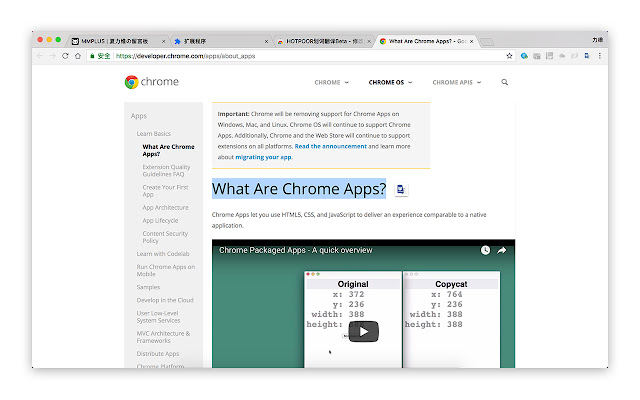 MMPLUS | 夏力维の留言板
扩展程序
HOTPOOR划词翻译Beta - 修改
What Are Chrome Apps? - Goo
力维
安全 https://developer.chrome.com/apps/about_apps
chrome
CHROME
CHROME OS
CHROME APIS
Apps
Learn Basics
What Are Chrome
Apps?
Extension Quality
Guidelines FAQ
Create Your First
App
App Architecture
App Lifecycle
Content Security
Policy
Learn with Codelab
Run Chrome Apps on
Mobile
Samples
Develop in the Cloud
User Low-Level
System Services
MVC Architecture &
Frameworks
Distribute Apps
Chrome Platform
Important: Chrome will be removing support for Chrome Apps on
Windows, Mac, and Linux. Chrome OS will continue to support Chrome
Apps. Additionally, Chrome and the Web Store will continue to support
extensions on all platforms. Read the announcement and learn more
about migrating your app.
What Are Chrome Apps?
Chrome Apps let you use HTML5, CSS, and JavaScript to deliver an experience comparable to a native
application.
Chrome Packaged Apps - A quick overview
Original
x: 372
y: 236
width: 388
height: 388
Copycat
x: 764
y: 236
width: 388
height: 388